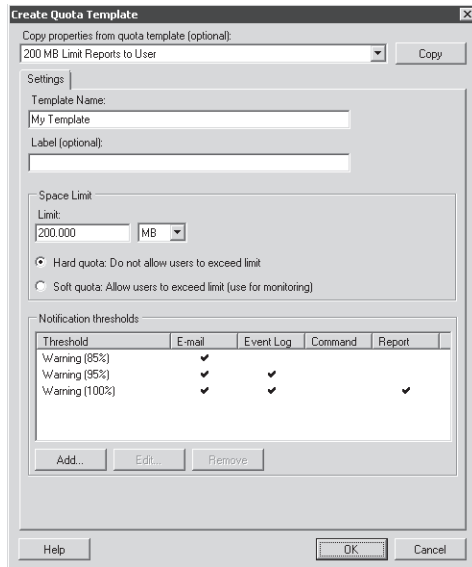 Create Quota Template
Copy properties from quota template (optional):
200 MB Limit Reports to User
Copy
Settings
Template Name:
My Template
Label (optional):
Space Limit
Limit:
200.000 MB
Hard quota: Do not allow users to exceed limit
Soft quota: Allow users to exceed limit (use for monitoring)
Notification thresholds
Threshold E-mail Event Log Command Report
Warning (85%)
Warning (95%)
Warning (100%)
Add... Edit... Remove
Help OK Cancel